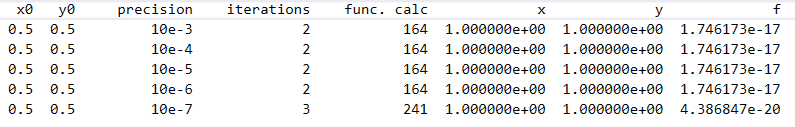 x0 y0 precision iterations func. calc x y f
0.5 0.5 10e-3 2 164 1.000000e+00 1.000000e+00 1.746173e-17
0.5 0.5 10e-4 2 164 1.000000e+00 1.000000e+00 1.746173e-17
0.5 0.5 10e-5 2 164 1.000000e+00 1.000000e+00 1.746173e-17
0.5 0.5 10e-6 2 164 1.000000e+00 1.000000e+00 1.746173e-17
0.5 0.5 10e-7 3 241 1.000000e+00 1.000000e+00 4.386847e-20